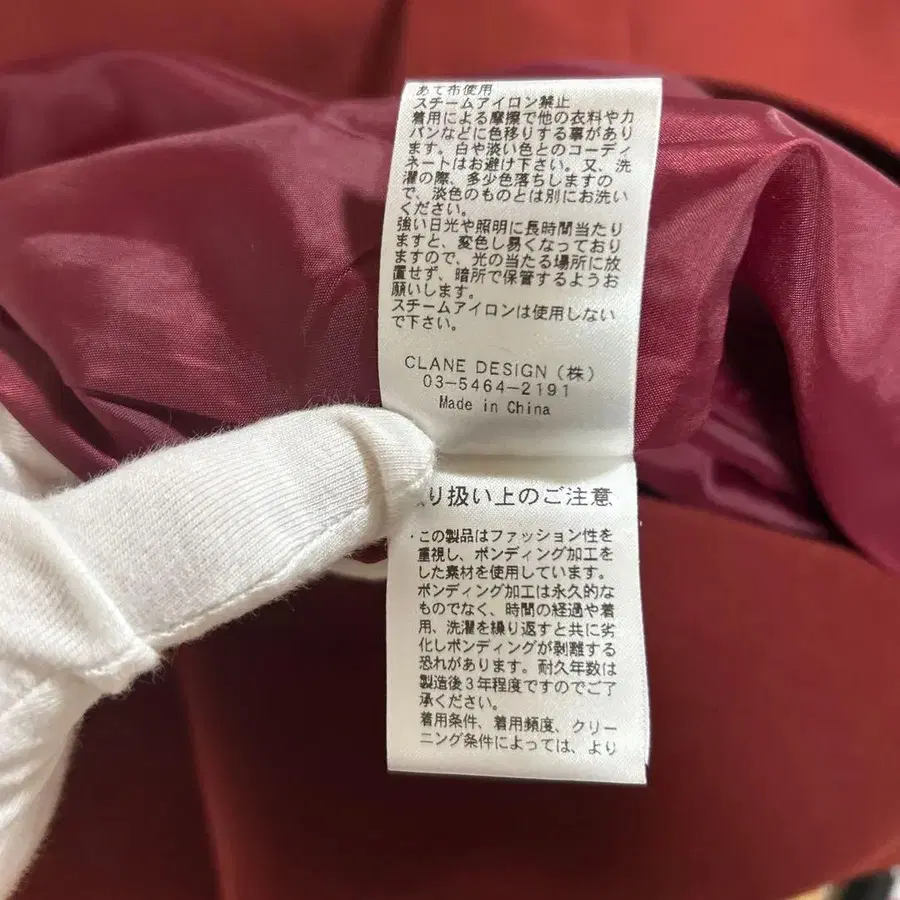 あて布使用
スチームアイロン禁止
着用による摩擦で他の衣料やカ
バンなどに色移りする事があり
ます。白や淡い色とのコーディ
ネートはお避け下さい。又、洗
濯の際、多少色落ちしますの
で、淡色のものとは別にお洗い
ください。
強い日光や照明に長時間当たり
ますと、変色し易くなっており
ますので、光の当たる場所に放
置せず、暗所で保管するようお
願いします。
スチームアイロンは使用しない
で下さい。
CLANE DESIGN（株）
03-5464-2191
Made in China
り扱い上のご注意
・この製品はファッション性を
重視し、ボンディング加工を
した素材を使用しています。
ボンディング加工は永久的な
ものでなく、時間の経過や着
用、洗濯を繰り返すと共に劣
化しボンディングが剥離する
恐れがあります。耐久年数は
製造後3年程度ですのでご了
承ください。
着用条件、着用頻度、クリー
ニング条件によっては、より